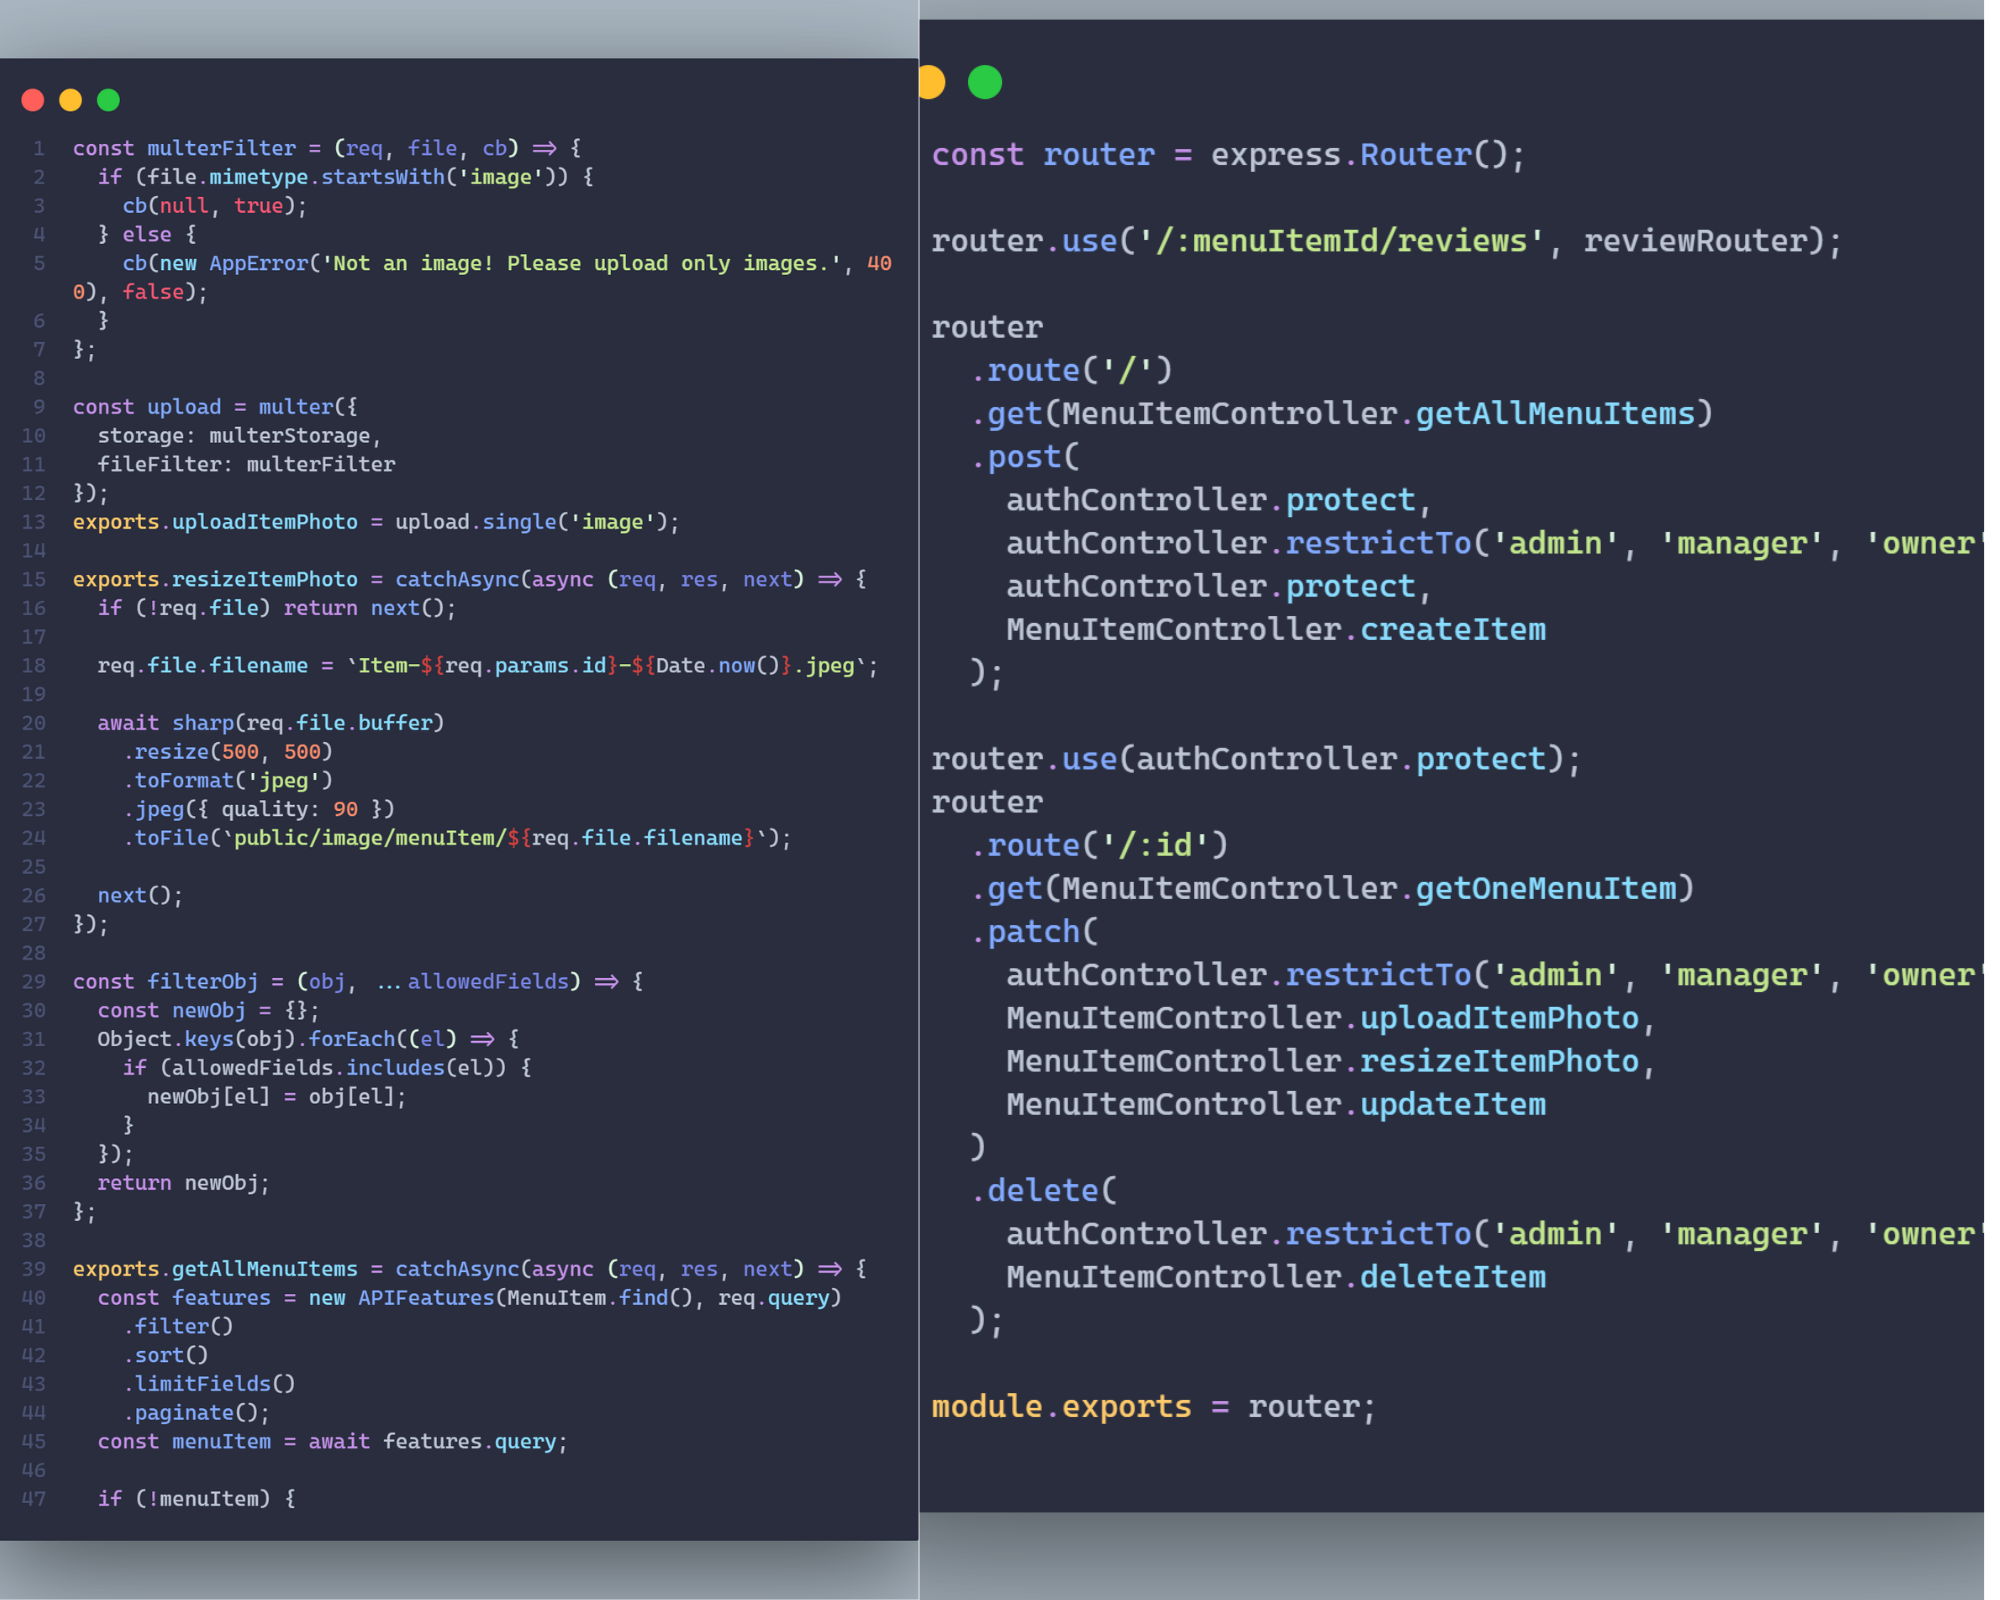 1 const multerFilter = (req, file, cb) => {
2 if (file.mimetype.startsWith('image')) {
3 cb(null, true);
4 } else {
5 cb(new AppError('Not an image! Please upload only images.', 40
0), false);
6 }
7 };
8
9 const upload = multer({
10 storage: multerStorage,
11 fileFilter: multerFilter
12 });
13 exports.uploadItemPhoto = upload.single('image');
14
15 exports.resizeItemPhoto = catchAsync(async (req, res, next) => {
16 if (!req.file) return next();
17
18 req.file.filename = `Item-${req.params.id}-${Date.now()}.jpeg`;
19
20 await sharp(req.file.buffer)
21 .resize(500, 500)
22 .toFormat('jpeg')
23 .jpeg({ quality: 90 })
24 .toFile(`public/image/menuItem/${req.file.filename}`);
25
26 next();
27 });
28
29 const filterObj = (obj, ...allowedFields) => {
30 const newObj = {};
31 Object.keys(obj).forEach((el) => {
32 if (allowedFields.includes(el)) {
33 newObj[el] = obj[el];
34 }
35 });
36 return newObj;
37 };
38
39 exports.getAllMenuItems = catchAsync(async (req, res, next) => {
40 const features = new APIFeatures(MenuItem.find(), req.query)
41 .filter()
42 .sort()
43 .limitFields()
44 .paginate();
45 const menuItem = await features.query;
46
47 if (!menuItem) {
const router = express.Router();
router.use('/:menuItemId/reviews', reviewRouter);
router
.route('/')
.get(MenuItemController.getAllMenuItems)
.post(
authController.protect,
authController.restrictTo('admin', 'manager', 'owner'
authController.protect,
MenuItemController.createItem
);
router.use(authController.protect);
router
.route('/:id')
.get(MenuItemController.getOneMenuItem)
.patch(
authController.restrictTo('admin', 'manager', 'owner'
MenuItemController.uploadItemPhoto,
MenuItemController.resizeItemPhoto,
MenuItemController.updateItem
)
.delete(
authController.restrictTo('admin', 'manager', 'owner'
MenuItemController.deleteItem
);
module.exports = router;